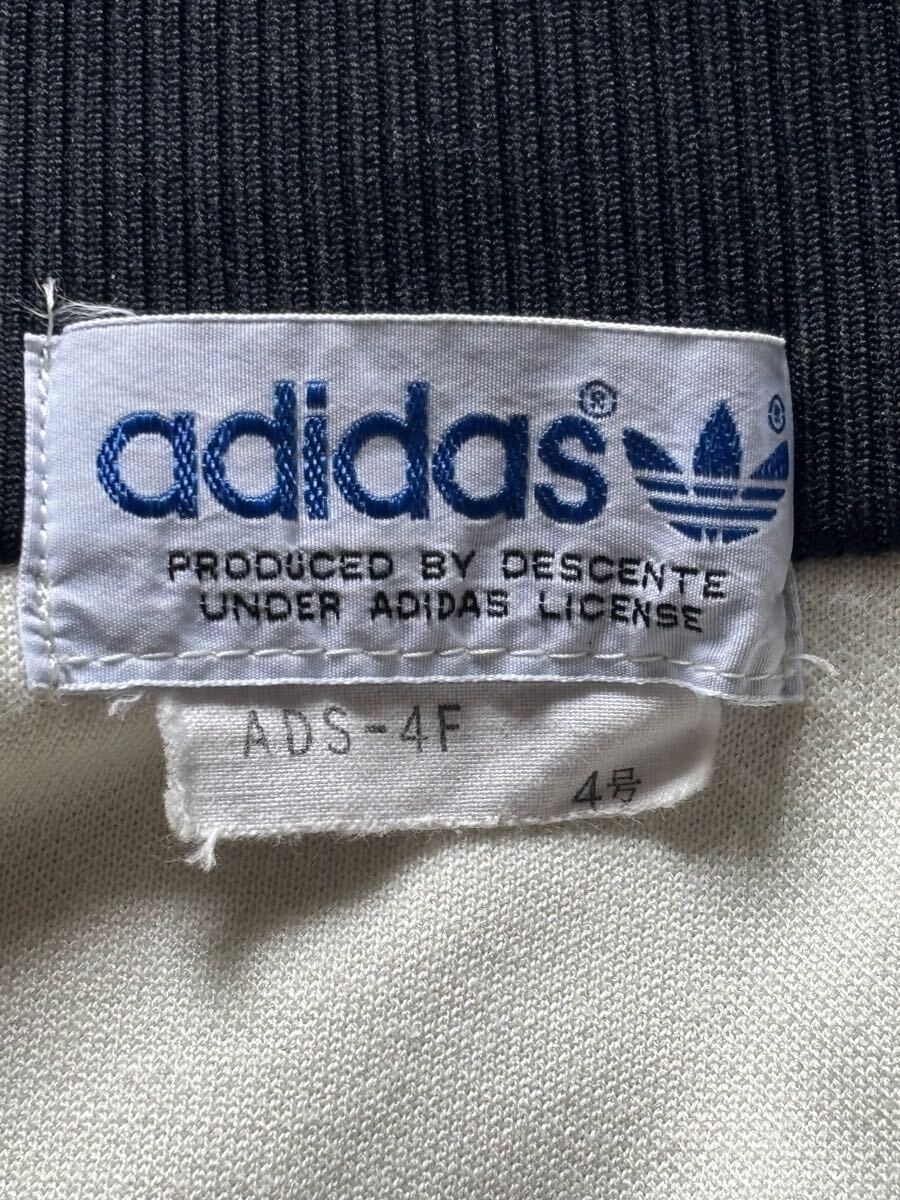 adidas®
®
PRODUCED BY DESCENTE
UNDER ADIDAS LICENSE
ADS-4F
4号